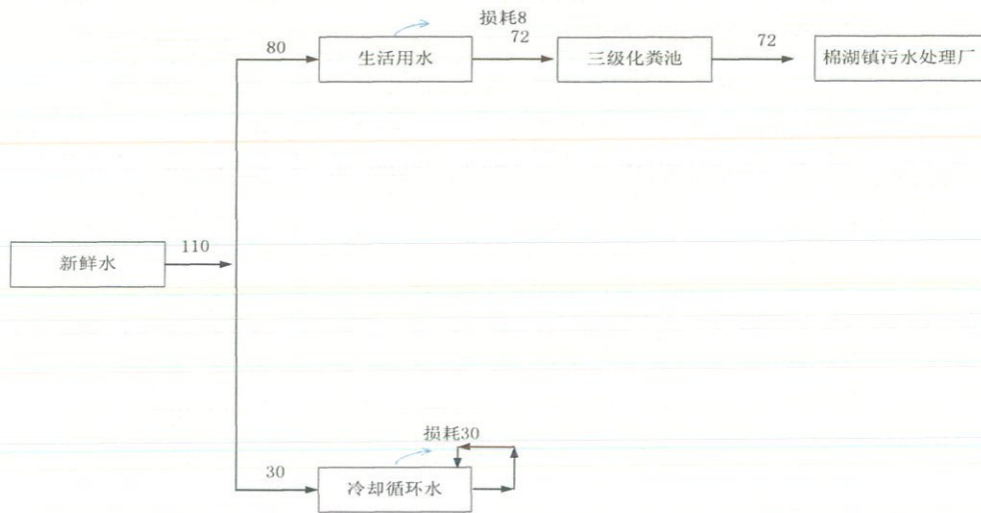 损耗8
80
生活用水
72
三级化粪池
72
棉湖镇污水处理厂
110
新鲜水
损耗30
30
冷却循环水